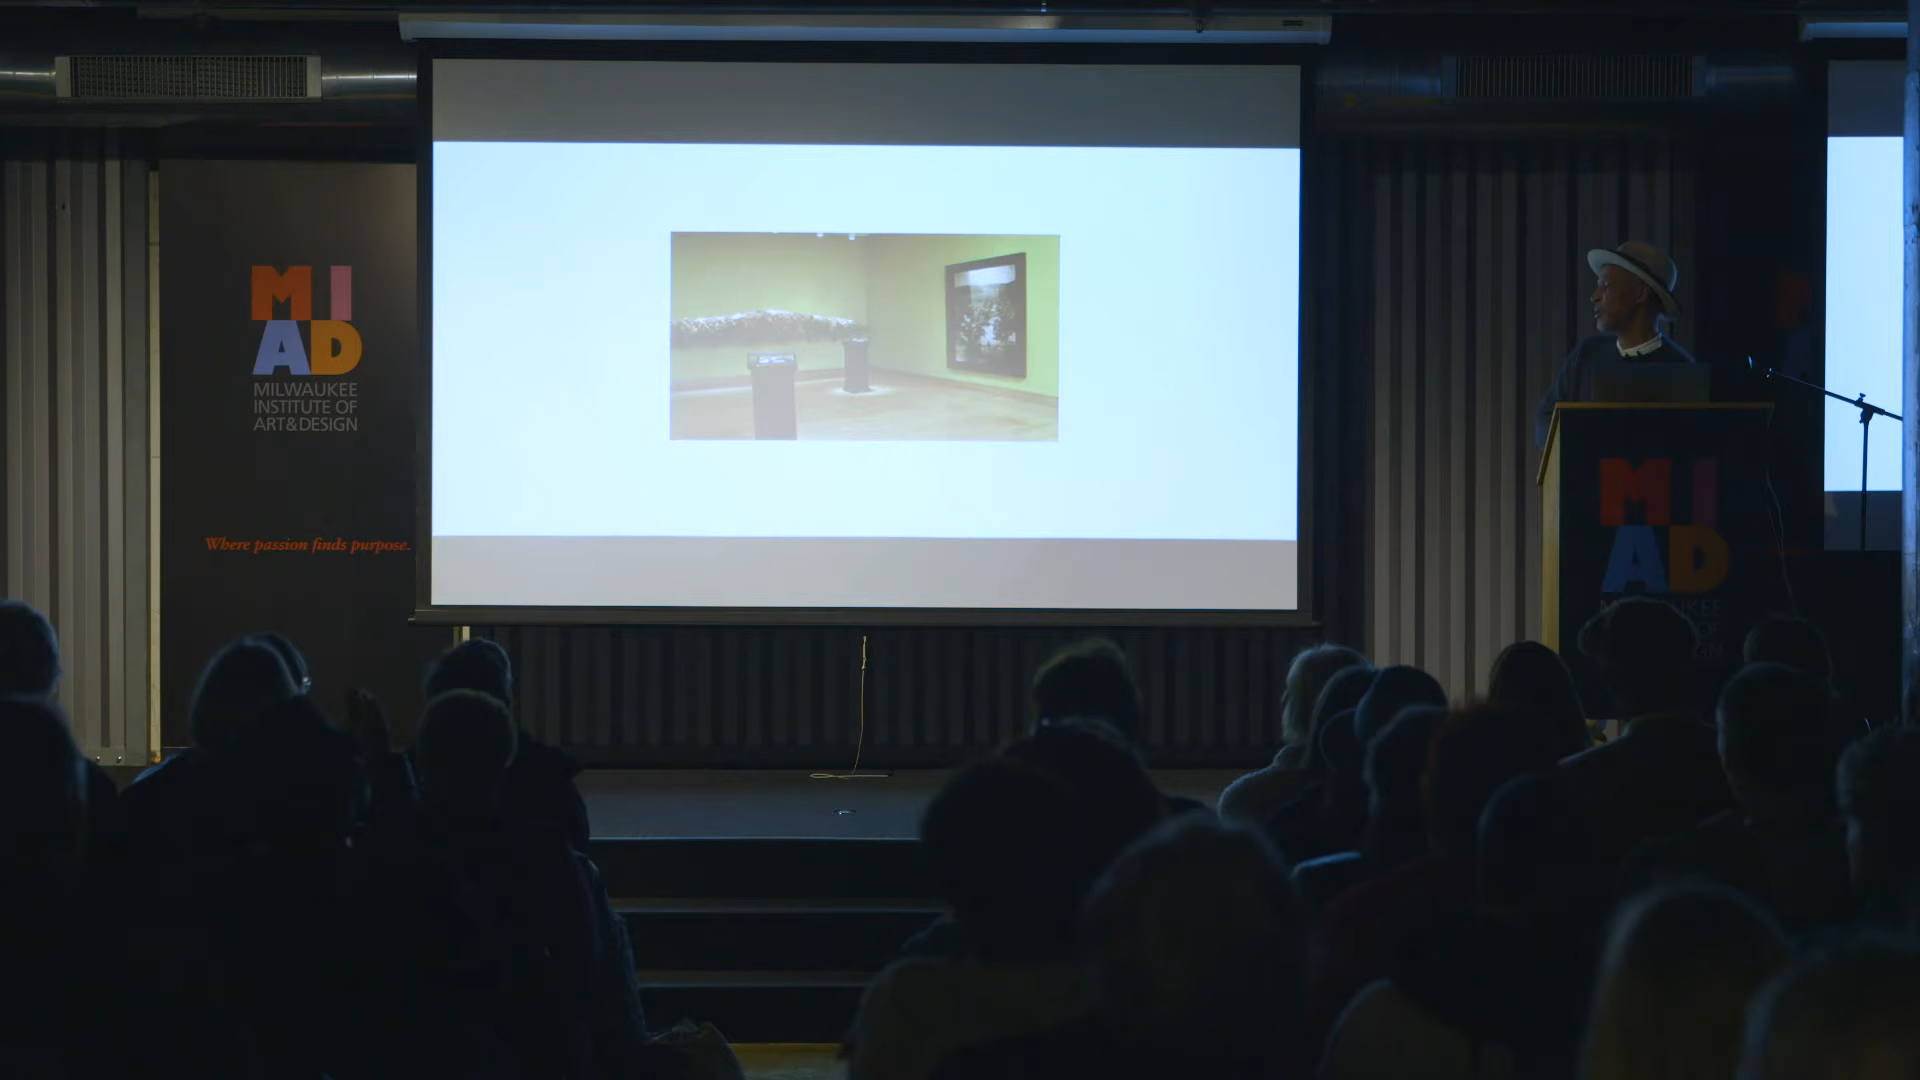 MI
AD
MILWAUKEE
INSTITUTE OF
ART&DESIGN
Where passion finds purpose.
MI
AD